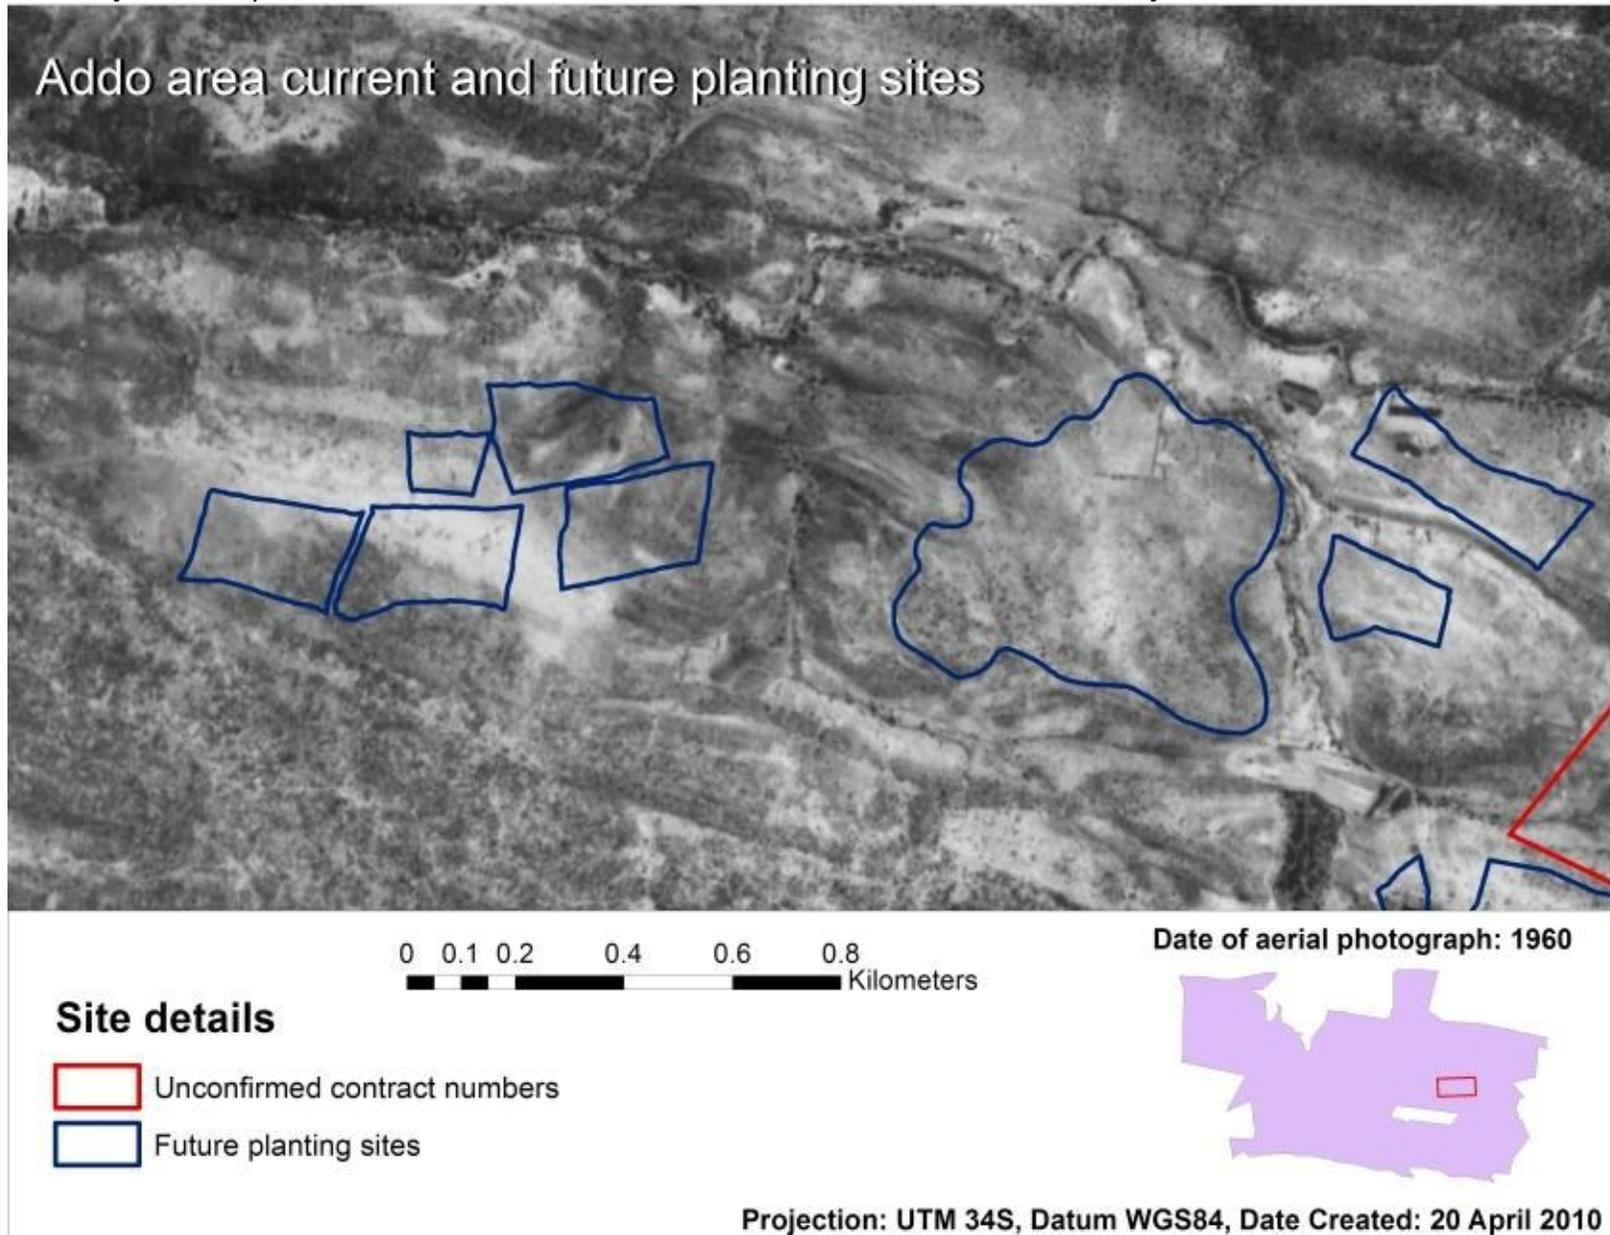 Addo area current and future planting sites
Date of aerial photograph: 1960
0 0.1 0.2 0.4 0.6 0.8
Kilometers
Site details
Unconfirmed contract numbers
Future planting sites
Projection: UTM 34S, Datum WGS84, Date Created: 20 April 2010